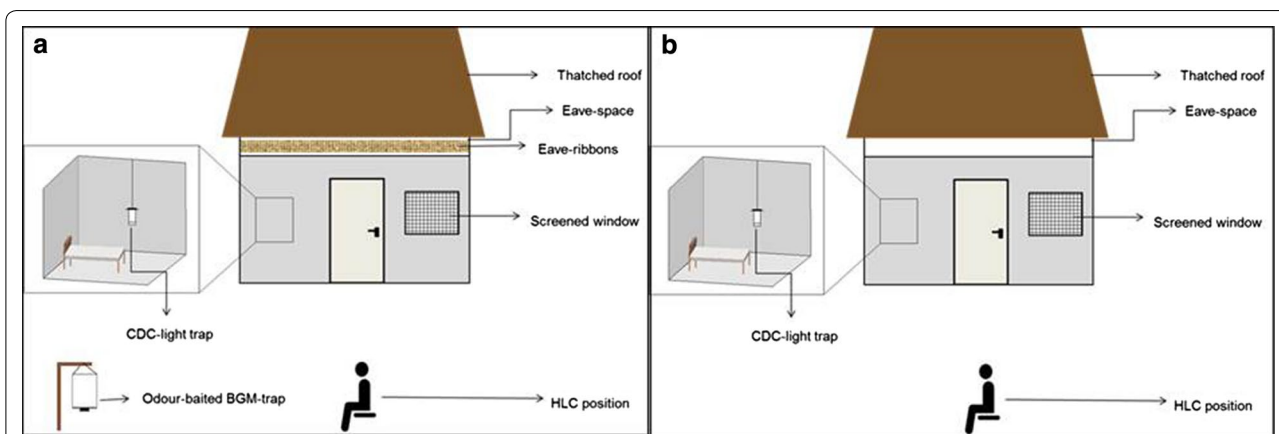 a
Thatched roof
Eave-space
Eave-ribbons
Screened window
CDC-light trap
Odour-baited BGM-trap
HLC position
b
Thatched roof
Eave-space
Screened window
CDC-light trap
HLC position